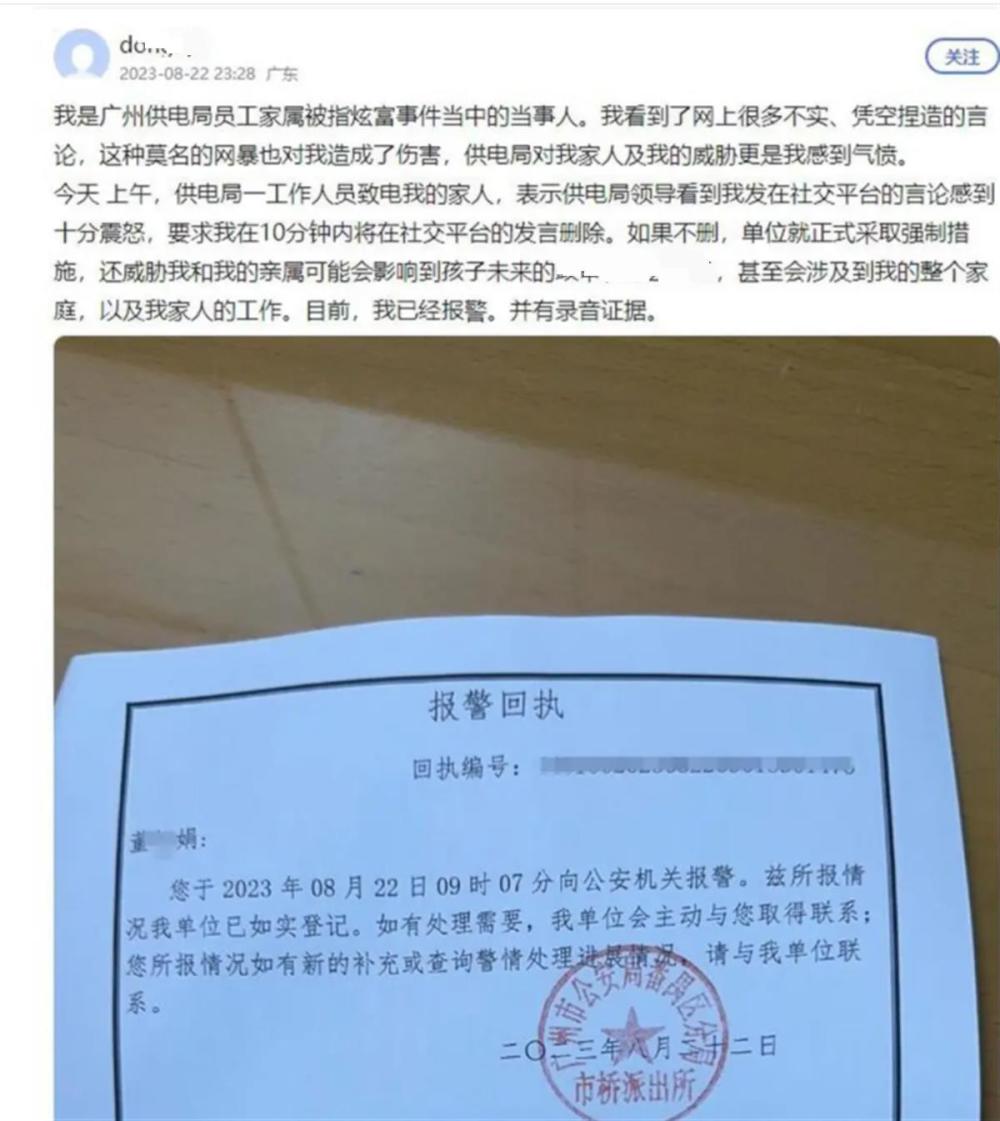 2023-08-22 23:28 广东
关注
我是广州供电局员工家属被指炫富事件当中的当事人。我看到了网上很多不实、凭空捏造的言
论，这种莫名的网暴也对我造成了伤害，供电局对我家人及我的威胁更是我感到气愤。
今天 上午，供电局一工作人员致电我的家人，表示供电局领导看到我发在社交平台的言论感到
十分震怒，要求我在10分钟内将在社交平台的发言删除。如果不删，单位就正式采取强制措
施，还威胁我和我的亲属可能会影响到孩子未来的，甚至会涉及到我的整个家
庭，以及我家人的工作。目前，我已经报警。并有录音证据。
报警回执
回执编号：
董 娟：
您于 2023 年 08 月 22 日 09 时 07 分向公安机关报警。兹所报情
况我单位已如实登记。如有处理需要，我单位会主动与您取得联系；
您所报情况如有新的补充或查询警情处理进展情况，请与我单位联
系。
广州市公安局番禺区分局
二〇二三年八月二十二日
市桥派出所